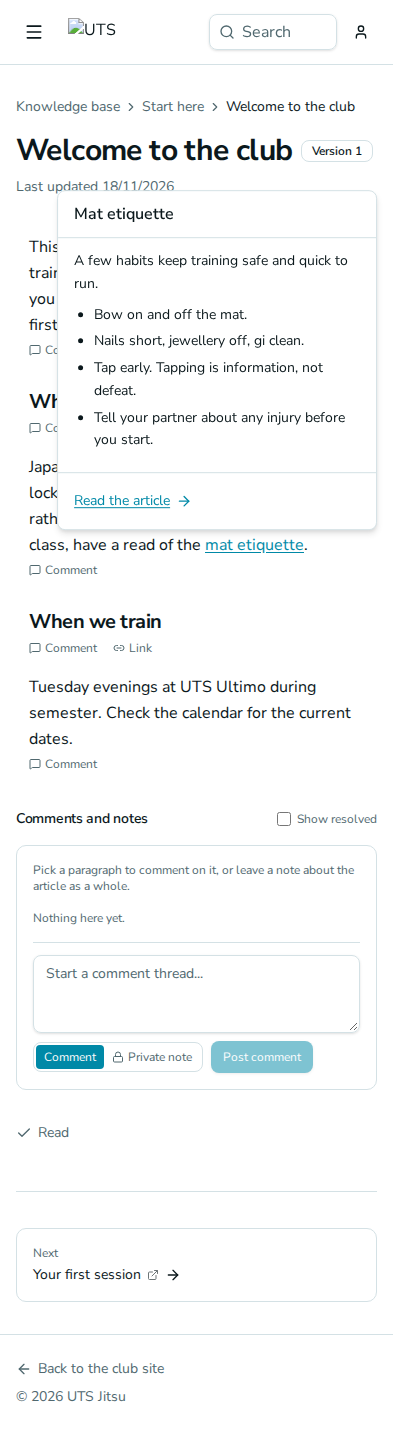 UTS
Search
Knowledge base > Start here > Welcome to the club
Welcome to the club
Version 1
Last updated 18/11/2026
Mat etiquette
A few habits keep training safe and quick to
run.
• Bow on and off the mat.
• Nails short, jewellery off, gi clean.
• Tap early. Tapping is information, not
defeat.
• Tell your partner about any injury before
you start.
Read the article →
This
you
first
rath
class, have a read of the mat etiquette.
Comment
When we train
Comment Link
Tuesday evenings at UTS Ultimo during
semester. Check the calendar for the current
dates.
Comment
Comments and notes
Show resolved
Pick a paragraph to comment on it, or leave a note about the
article as a whole.
Nothing here yet.
Start a comment thread...
Comment Private note Post comment
Read
Next
Your first session →
← Back to the club site
© 2026 UTS Jitsu